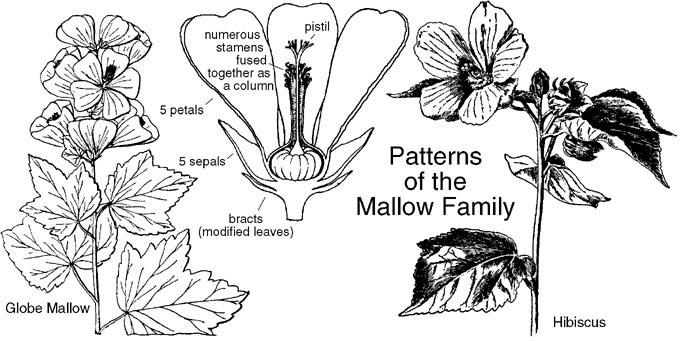 pistil
numerous
stamens
fused
together as
a column
5 petals
5 sepals
bracts
(modified leaves)
Patterns
of the
Mallow Family
Globe Mallow
Hibiscus